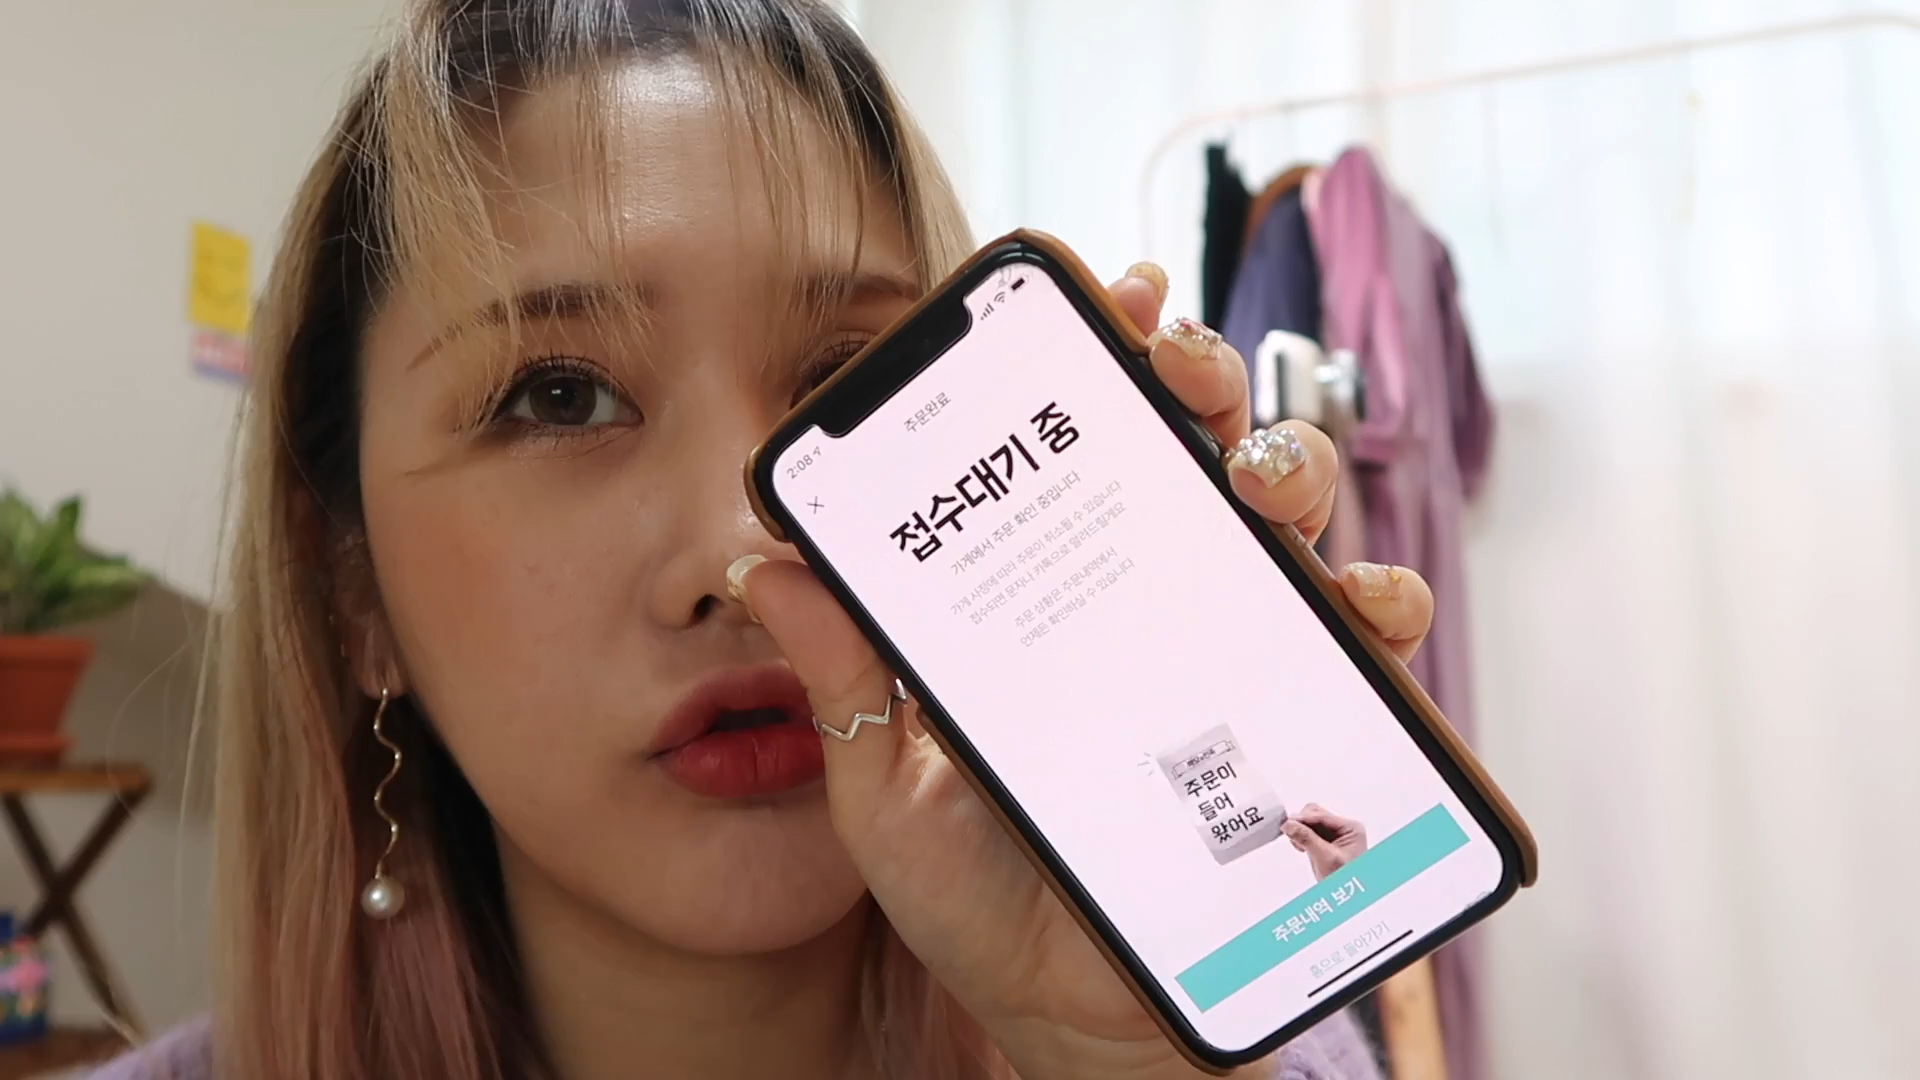 2:08
주문완료
접수대기 중
가게에서 주문 확인 중입니다
가게 사정에 따라 주문이 취소될 수 있습니다
접수되면 문자나 카톡으로 알려드릴게요
주문 상황은 주문내역에서
언제든 확인하실 수 있습니다
주문이
들어
왔어요
주문내역 보기
홈으로 돌아가기